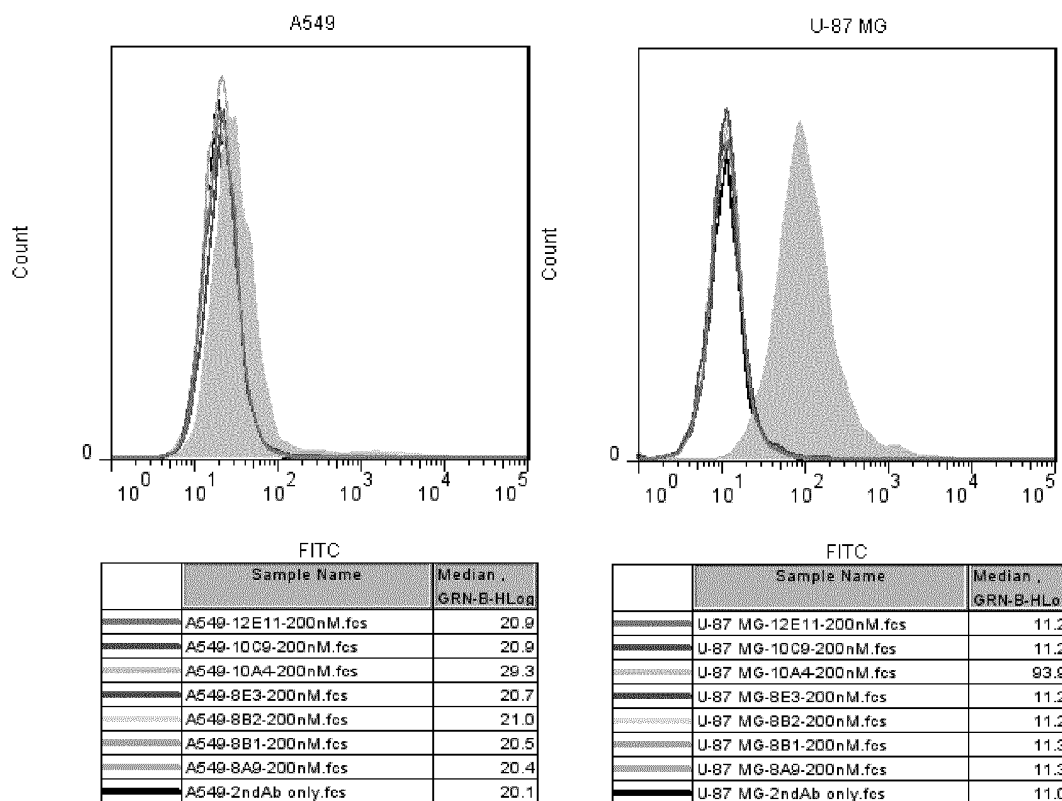 A549
U-87 MG
Count
Count
0
0
10^0 10^1 10^2 10^3 10^4 10^5
10^0 10^1 10^2 10^3 10^4 10^5
FITC
Sample Name Median , GRN-B-HLog
A549-12E11-200nM.fcs 20.9
A549-10C9-200nM.fcs 20.9
A549-10A4-200nM.fcs 29.3
A549-8E3-200nM.fcs 20.7
A549-8B2-200nM.fcs 21.0
A549-8B1-200nM.fcs 20.5
A549-8A9-200nM.fcs 20.4
A549-2ndAb only.fcs 20.1
FITC
Sample Name Median , GRN-B-HLo
U-87 MG-12E11-200nM.fcs 11.2
U-87 MG-10C9-200nM.fcs 11.2
U-87 MG-10A4-200nM.fcs 93.9
U-87 MG-8E3-200nM.fcs 11.2
U-87 MG-8B2-200nM.fcs 11.2
U-87 MG-8B1-200nM.fcs 11.3
U-87 MG-8A9-200nM.fcs 11.3
U-87 MG-2ndAb only.fcs 11.0